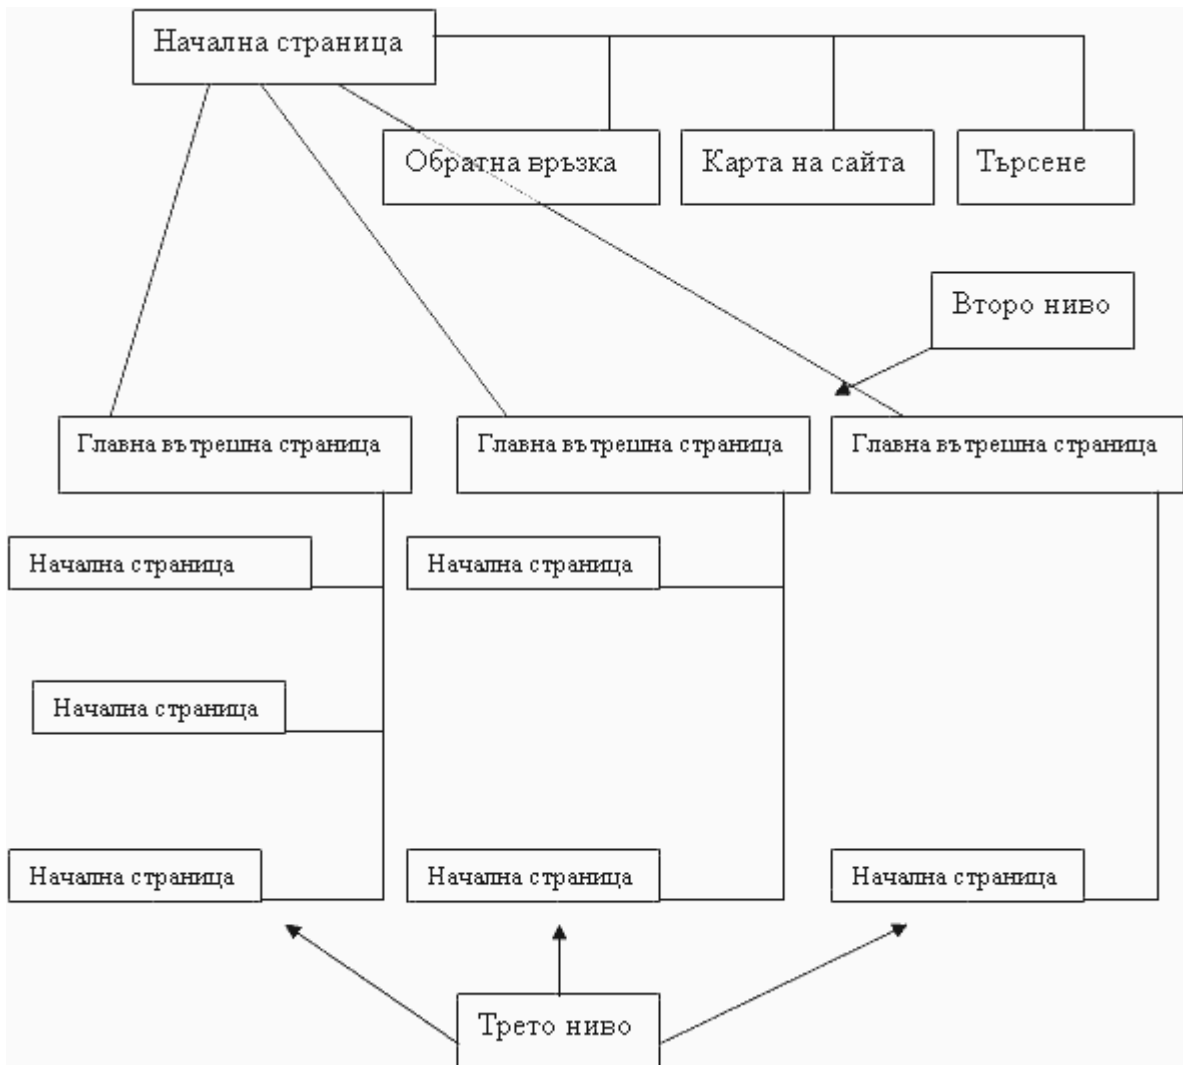 Начална страница
Обратна връзка
Карта на сайта
Търсене
Второ ниво
Главна вътрешна страница
Главна вътрешна страница
Главна вътрешна страница
Начална страница
Начална страница
Начална страница
Начална страница
Начална страница
Начална страница
Трето ниво